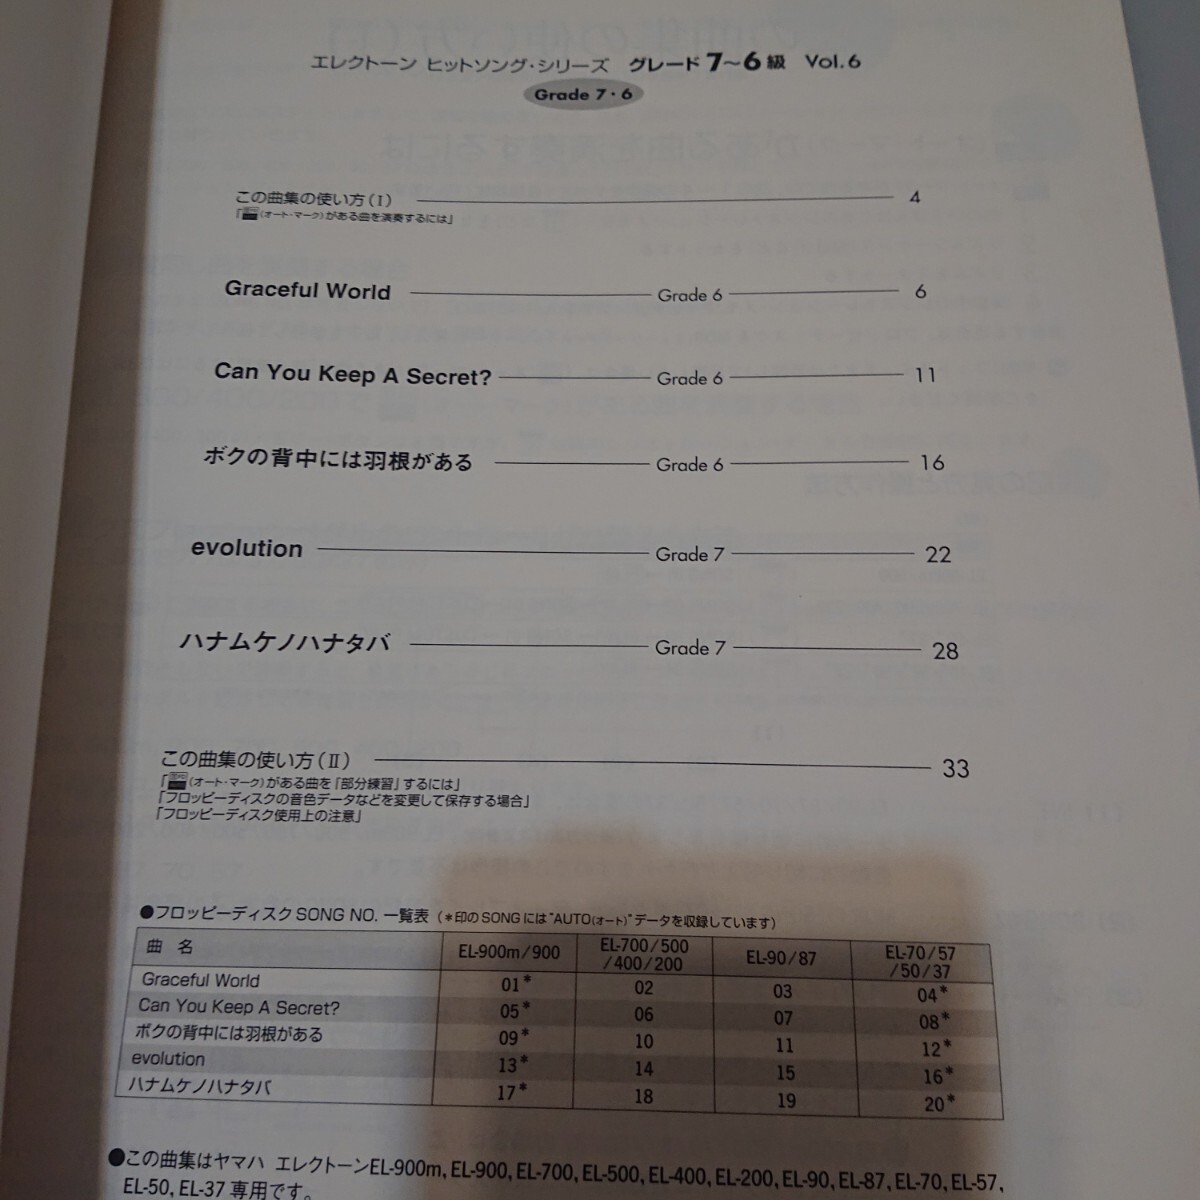 エレクトーン ヒットソング・シリーズ グレード 7〜6級 Vol.6
Grade 7・6
この曲集の使い方(Ⅰ) 4
「(オート・マーク)がある曲を演奏するには」
Graceful World Grade 6 6
Can You Keep A Secret? Grade 6 11
ボクの背中には羽根がある Grade 6 16
evolution Grade 7 22
ハナムケノハナタバ Grade 7 28
この曲集の使い方(Ⅱ) 33
「(オート・マーク)がある曲を「部分練習」するには」
「フロッピーディスクの音色データなどを変更して保存する場合」
「フロッピーディスク使用上の注意」
●フロッピーディスクSONG NO. 一覧表(*印のSONGには"AUTO(オート)"データを収録しています)
曲 名 EL-900m/900 EL-700/500/400/200 EL-90/87 EL-70/57/50/37
Graceful World 01* 02 03 04*
Can You Keep A Secret? 05* 06 07 08*
ボクの背中には羽根がある 09* 10 11 12*
evolution 13* 14 15 16*
ハナムケノハナタバ 17* 18 19 20*
●この曲集はヤマハ エレクトーンEL-900m, EL-900, EL-700, EL-500, EL-400, EL-200, EL-90, EL-87, EL-70, EL-57,
EL-50, EL-37 専用です。